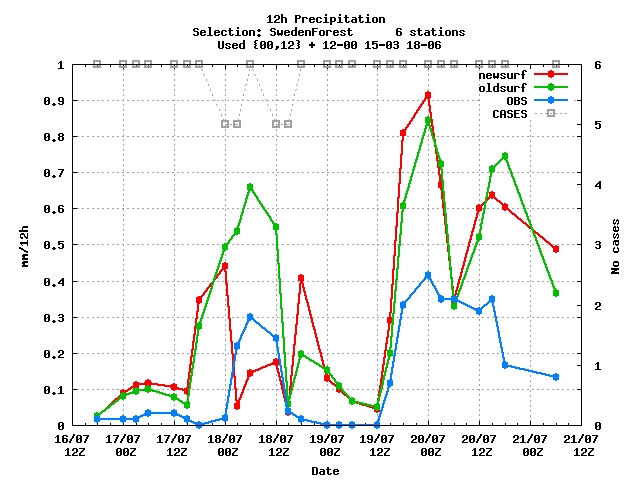 12h Precipitation
Selection: SwedenForest 6 stations
Used {00,12} + 12-00 15-03 18-06
newsurf
oldsurf
OBS
CASES
mm/12h
1
0,9
0,8
0,7
0,6
0,5
0,4
0,3
0,2
0,1
0
No cases
6
5
4
3
2
1
0
16/07 17/07 17/07 18/07 18/07 19/07 19/07 20/07 20/07 21/07 21/07
12Z 00Z 12Z 00Z 12Z 00Z 12Z 00Z 12Z 00Z 12Z
Date